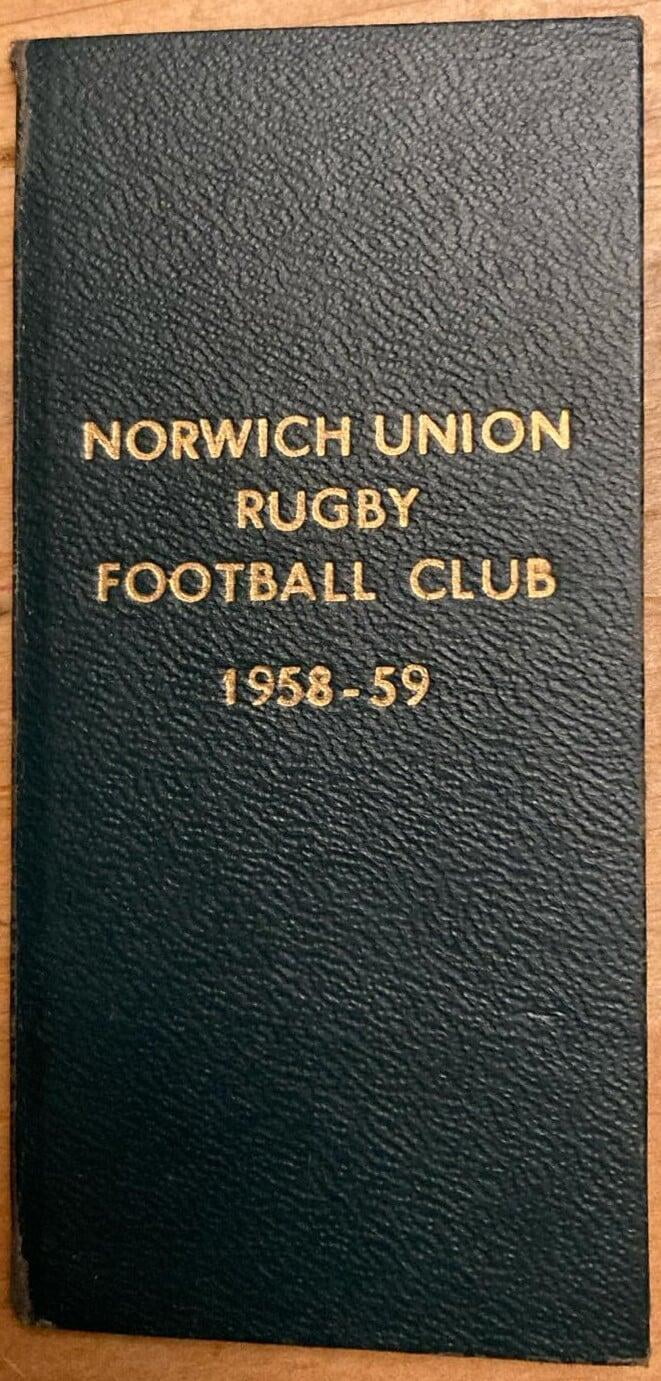 NORWICH UNION
RUGBY
FOOTBALL CLUB
1958-59